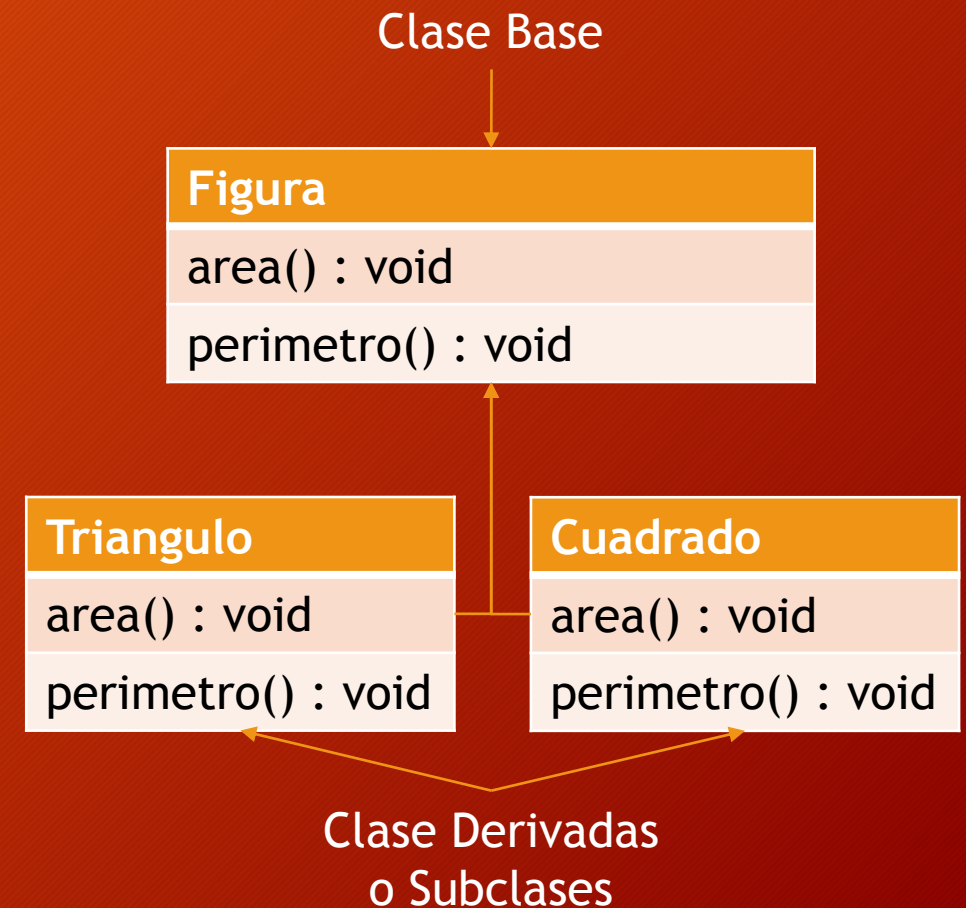 Clase Base
Figura
area() : void
perimetro() : void
Triangulo
area() : void
perimetro() : void
Cuadrado
area() : void
perimetro() : void
Clase Derivadas
o Subclases